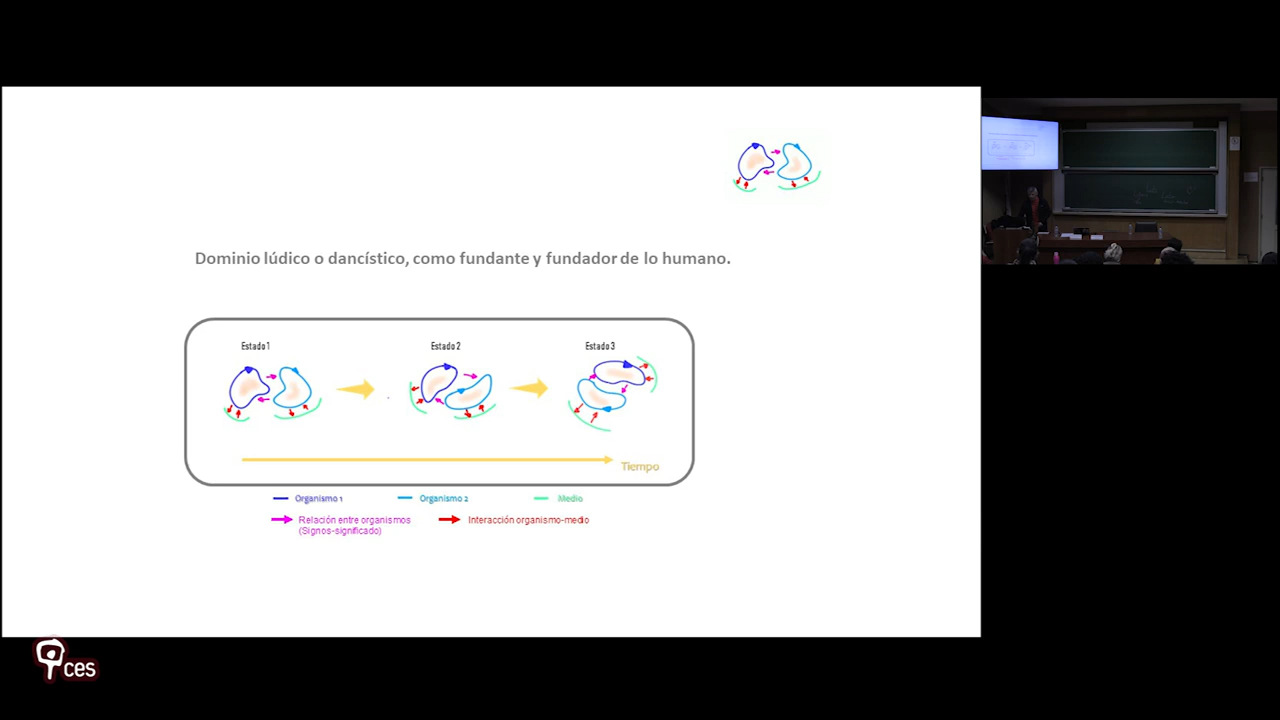 Dominio lúdico o dancístico, como fundante y fundador de lo humano.
Estado 1
Estado 2
Estado 3
Tiempo
Organismo 1
Organismo 2
Medio
Relación entre organismos
(Signos-significado)
Interacción organismo-medio
ces